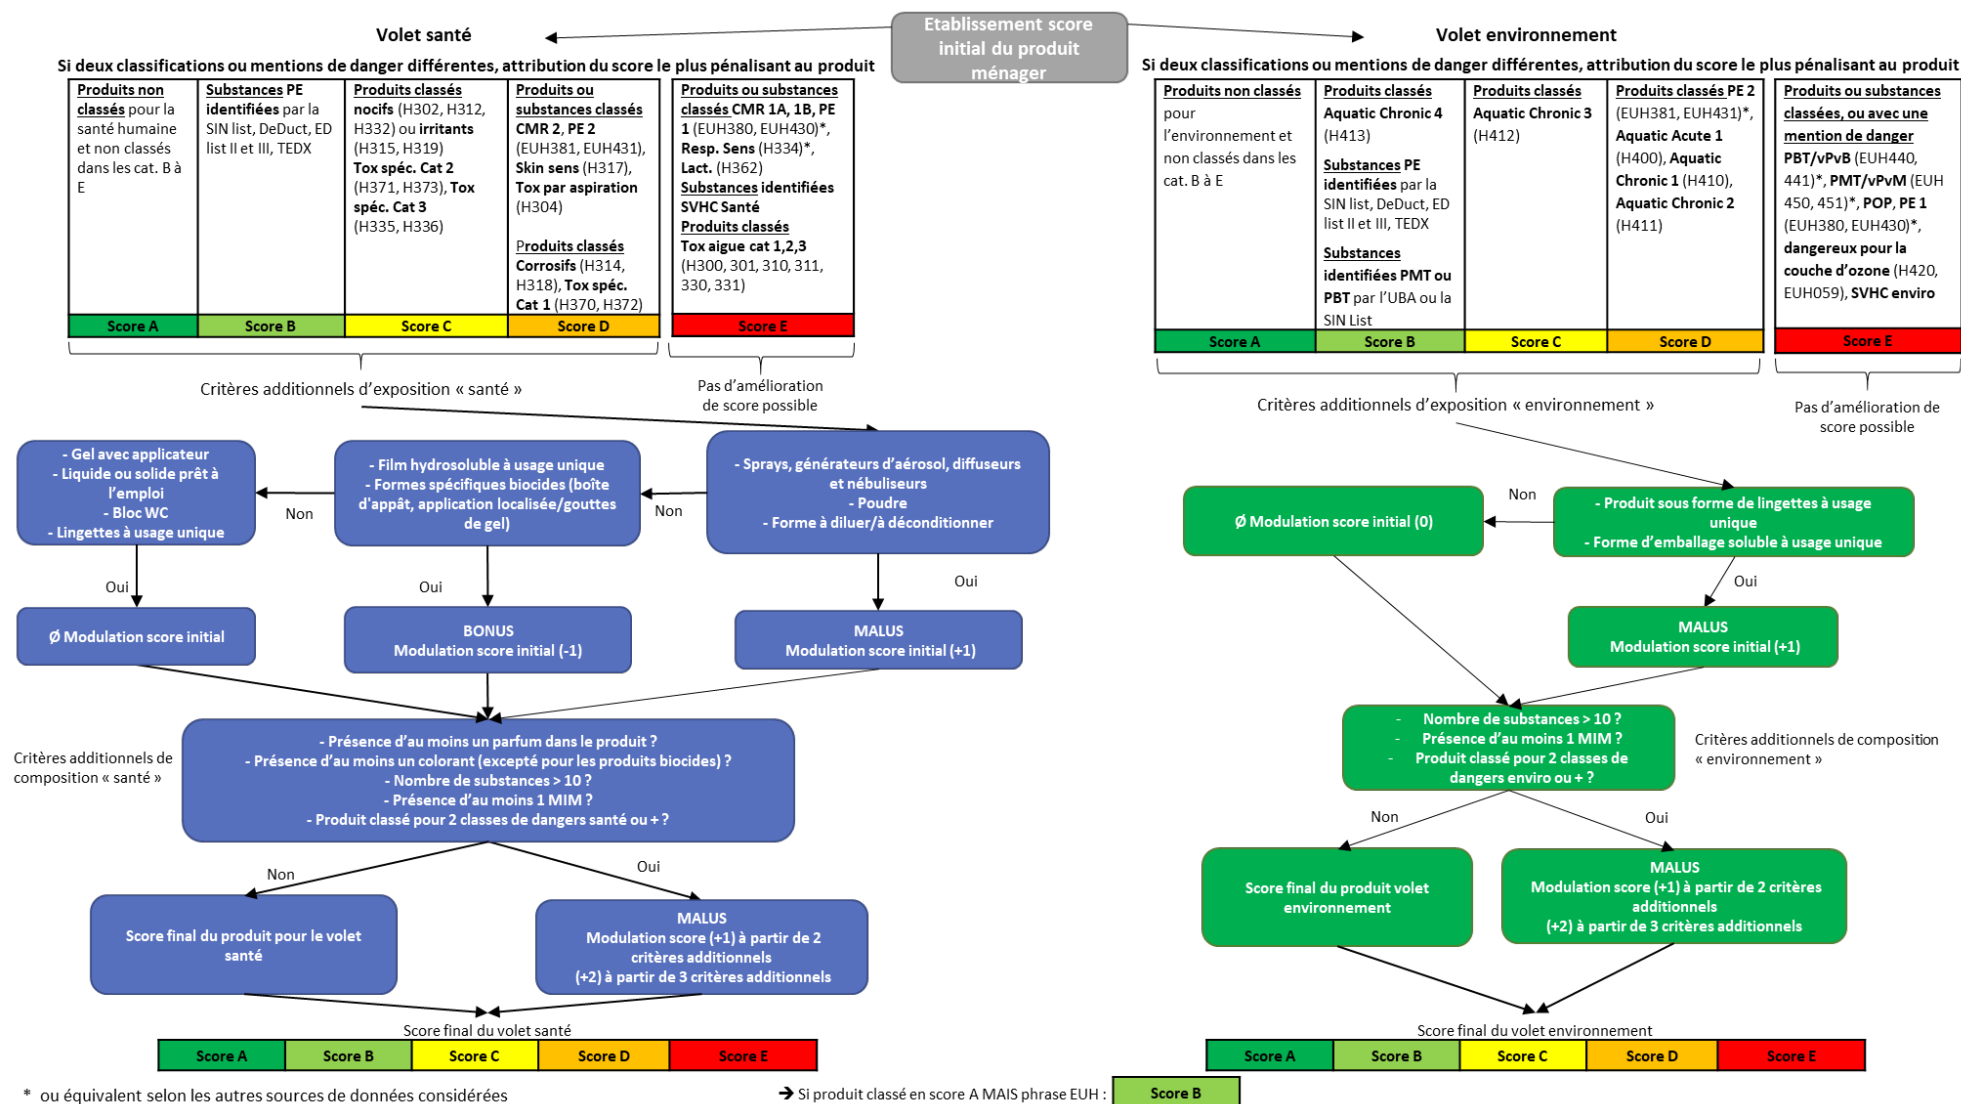 Etablissement score
initial du produit
ménager
Volet santé
Si deux classifications ou mentions de danger différentes, attribution du score le plus pénalisant au produit
Produits non
classés pour la
santé humaine
et non classés
dans les cat. B à
E
Score A
Substances PE
identifiées par la
SIN list, DeDuct, ED
list II et III, TEDX
Score B
Produits classés
nocifs (H302, H312,
H332) ou irritants
(H315, H319)
Tox spéc. Cat 2
(H371, H373), Tox
spéc. Cat 3
(H335, H336)
Score C
Produits ou
substances classés
CMR 2, PE 2
(EUH381, EUH431),
Skin sens (H317),
Tox par aspiration
(H304)
Produits classés
Corrosifs (H314,
H318), Tox spéc.
Cat 1 (H370, H372)
Score D
Produits ou substances
classés CMR 1A, 1B, PE
1 (EUH380, EUH430)*,
Resp. Sens (H334)*,
Lact. (H362)
Substances identifiées
SVHC Santé
Produits classés
Tox aigue cat 1,2,3
(H300, 301, 310, 311,
330, 331)
Score E
Critères additionnels d'exposition « santé »
Pas d'amélioration
de score possible
- Gel avec applicateur
- Liquide ou solide prêt à
l'emploi
- Bloc WC
- Lingettes à usage unique
Non
- Film hydrosoluble à usage unique
- Formes spécifiques biocides (boîte
d'appât, application localisée/gouttes
de gel)
Non
- Sprays, générateurs d'aérosol, diffuseurs
et nébuliseurs
- Poudre
- Forme à diluer/à déconditionner
Oui
Oui
Oui
Ø Modulation score initial
BONUS
Modulation score initial (-1)
MALUS
Modulation score initial (+1)
Critères additionnels de
composition « santé »
- Présence d'au moins un parfum dans le produit ?
- Présence d'au moins un colorant (excepté pour les produits biocides) ?
- Nombre de substances > 10 ?
- Présence d'au moins 1 MIM ?
- Produit classé pour 2 classes de dangers santé ou + ?
Non
Oui
Score final du produit pour le volet
santé
MALUS
Modulation score (+1) à partir de 2
critères additionnels
(+2) à partir de 3 critères additionnels
Score final du volet santé
Score A
Score B
Score C
Score D
Score E
Volet environnement
Si deux classifications ou mentions de danger différentes, attribution du score le plus pénalisant au produit
Produits non classés
pour
l'environnement et
non classés dans les
cat. B à E
Score A
Produits classés
Aquatic Chronic 4
(H413)
Substances PE
identifiées par la
SIN list, DeDuct, ED
list II et III, TEDX
Substances
identifiées PMT ou
PBT par l'UBA ou la
SIN List
Score B
Produits classés
Aquatic Chronic 3
(H412)
Score C
Produits classés PE 2
(EUH381, EUH431)*,
Aquatic Acute 1
(H400), Aquatic
Chronic 1 (H410),
Aquatic Chronic 2
(H411)
Score D
Produits ou substances
classées, ou avec une
mention de danger
PBT/vPvB (EUH440,
441)*, PMT/vPvM (EUH
450, 451)*, POP, PE 1
(EUH380, EUH430)*,
dangereux pour la
couche d'ozone (H420,
EUH059), SVHC enviro
Score E
Critères additionnels d'exposition « environnement »
Pas d'amélioration de
score possible
Ø Modulation score initial (0)
Non
- Produit sous forme de lingettes à usage
unique
- Forme d'emballage soluble à usage unique
Oui
MALUS
Modulation score initial (+1)
- Nombre de substances > 10 ?
- Présence d'au moins 1 MIM ?
- Produit classé pour 2 classes de
dangers enviro ou + ?
Critères additionnels de composition
« environnement »
Non
Oui
Score final du produit volet
environnement
MALUS
Modulation score (+1) à partir de 2 critères
additionnels
(+2) à partir de 3 critères additionnels
Score final du volet environnement
Score A
Score B
Score C
Score D
Score E
* ou équivalent selon les autres sources de données considérées
➔ Si produit classé en score A MAIS phrase EUH :
Score B